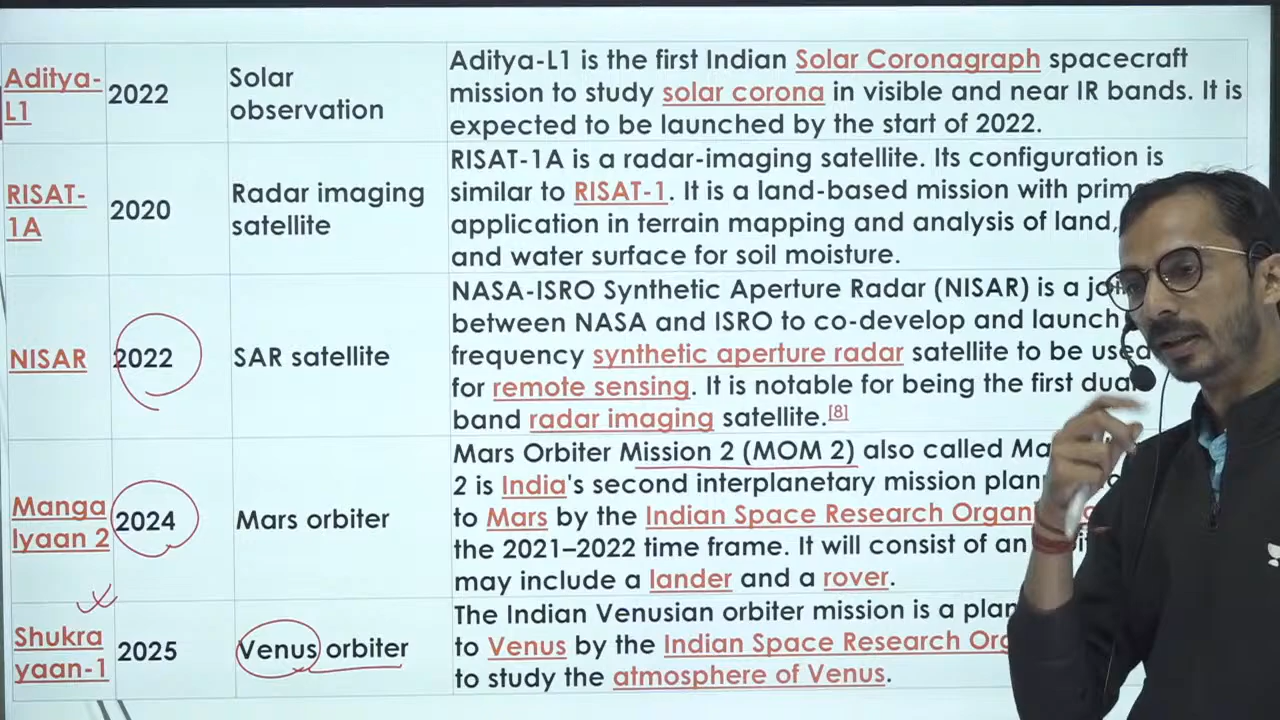 Aditya-
L1
2022
Solar
observation
Aditya-L1 is the first Indian Solar Coronagraph spacecraft
mission to study solar corona in visible and near IR bands. It is
expected to be launched by the start of 2022.
RISAT-
1A
2020
Radar imaging
satellite
RISAT-1A is a radar-imaging satellite. Its configuration is
similar to RISAT-1. It is a land-based mission with prim
application in terrain mapping and analysis of land,
and water surface for soil moisture.
NISAR
2022
SAR satellite
NASA-ISRO Synthetic Aperture Radar (NISAR) is a jo
between NASA and ISRO to co-develop and launch
frequency synthetic aperture radar satellite to be used
for remote sensing. It is notable for being the first dual
band radar imaging satellite.[8]
Manga
lyaan 2
2024
Mars orbiter
Mars Orbiter Mission 2 (MOM 2) also called Ma
2 is India's second interplanetary mission plan
to Mars by the Indian Space Research Organi
the 2021–2022 time frame. It will consist of an
may include a lander and a rover.
Shukra
yaan-1
2025
Venus orbiter
The Indian Venusian orbiter mission is a plan
to Venus by the Indian Space Research Org
to study the atmosphere of Venus.